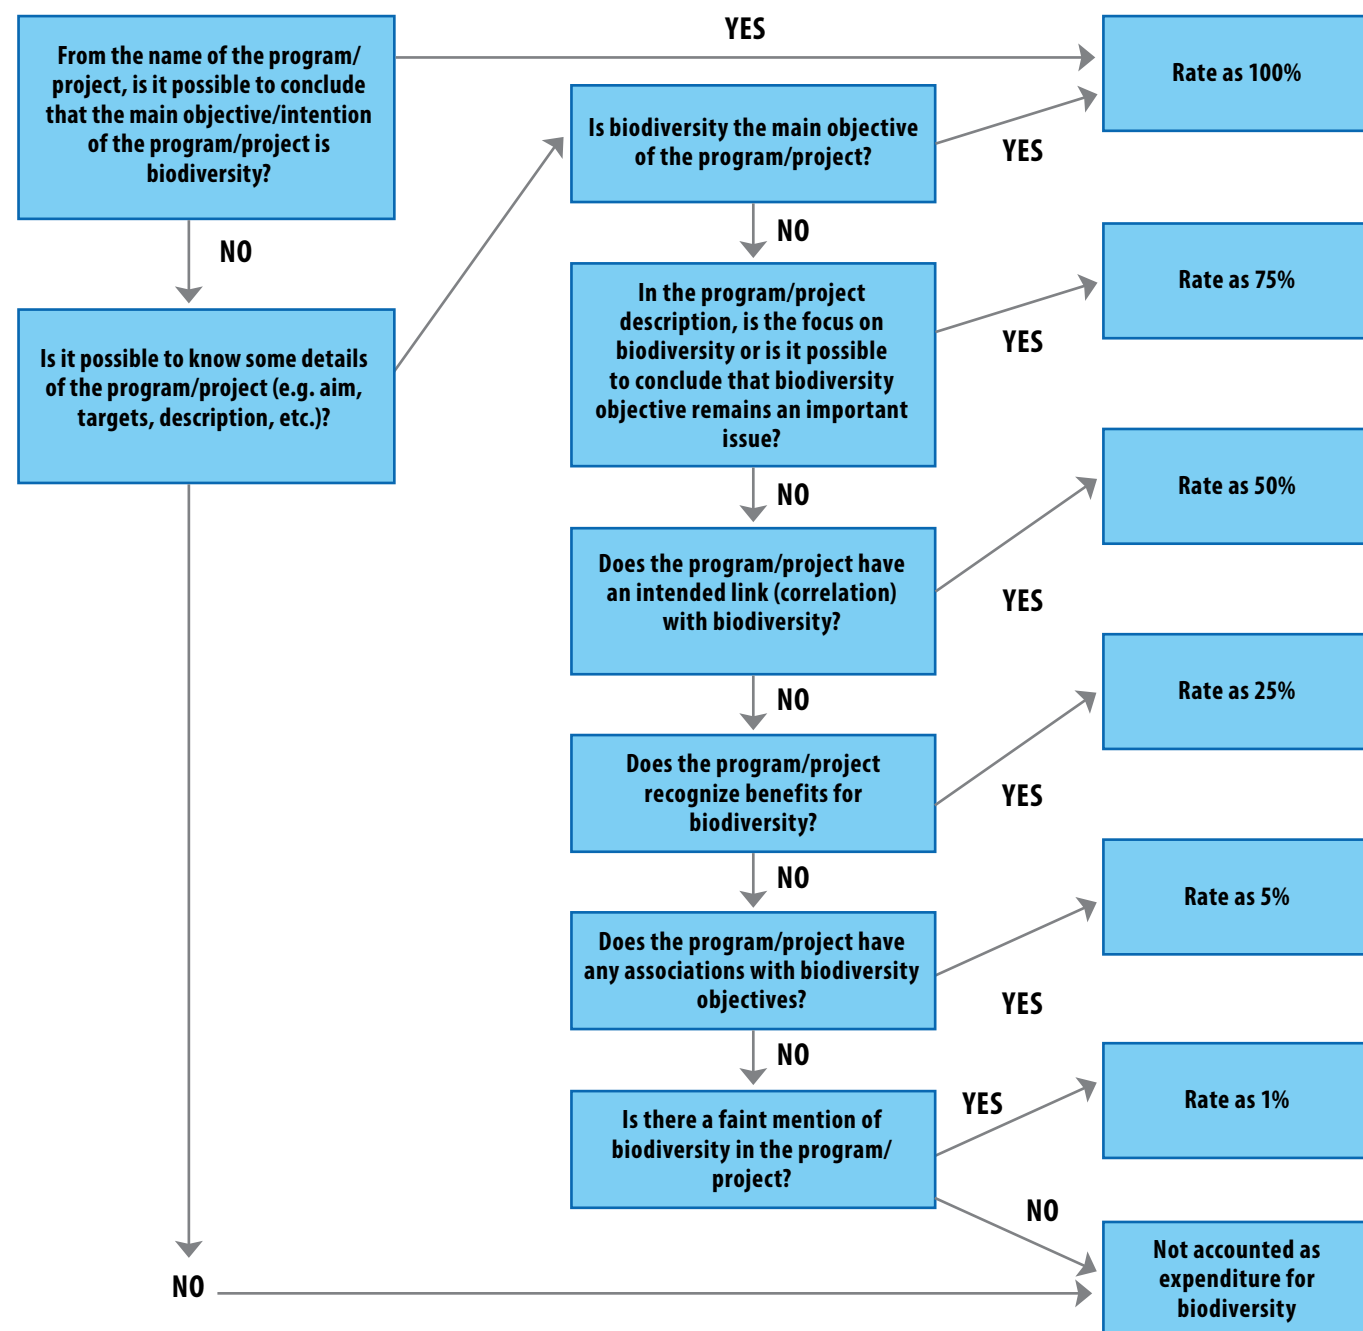 From the name of the program/
project, is it possible to conclude
that the main objective/intention
of the program/project is
biodiversity?
YES
Rate as 100%
NO
Is it possible to know some details
of the program/project (e.g. aim,
targets, description, etc.)?
Is biodiversity the main objective
of the program/project?
YES
NO
In the program/project
description, is the focus on
biodiversity or is it possible
to conclude that biodiversity
objective remains an important
issue?
YES
Rate as 75%
NO
Does the program/project have
an intended link (correlation)
with biodiversity?
YES
Rate as 50%
NO
Does the program/project
recognize benefits for
biodiversity?
YES
Rate as 25%
NO
Does the program/project have
any associations with biodiversity
objectives?
YES
Rate as 5%
NO
Is there a faint mention of
biodiversity in the program/
project?
YES
Rate as 1%
NO
NO
Not accounted as
expenditure for
biodiversity